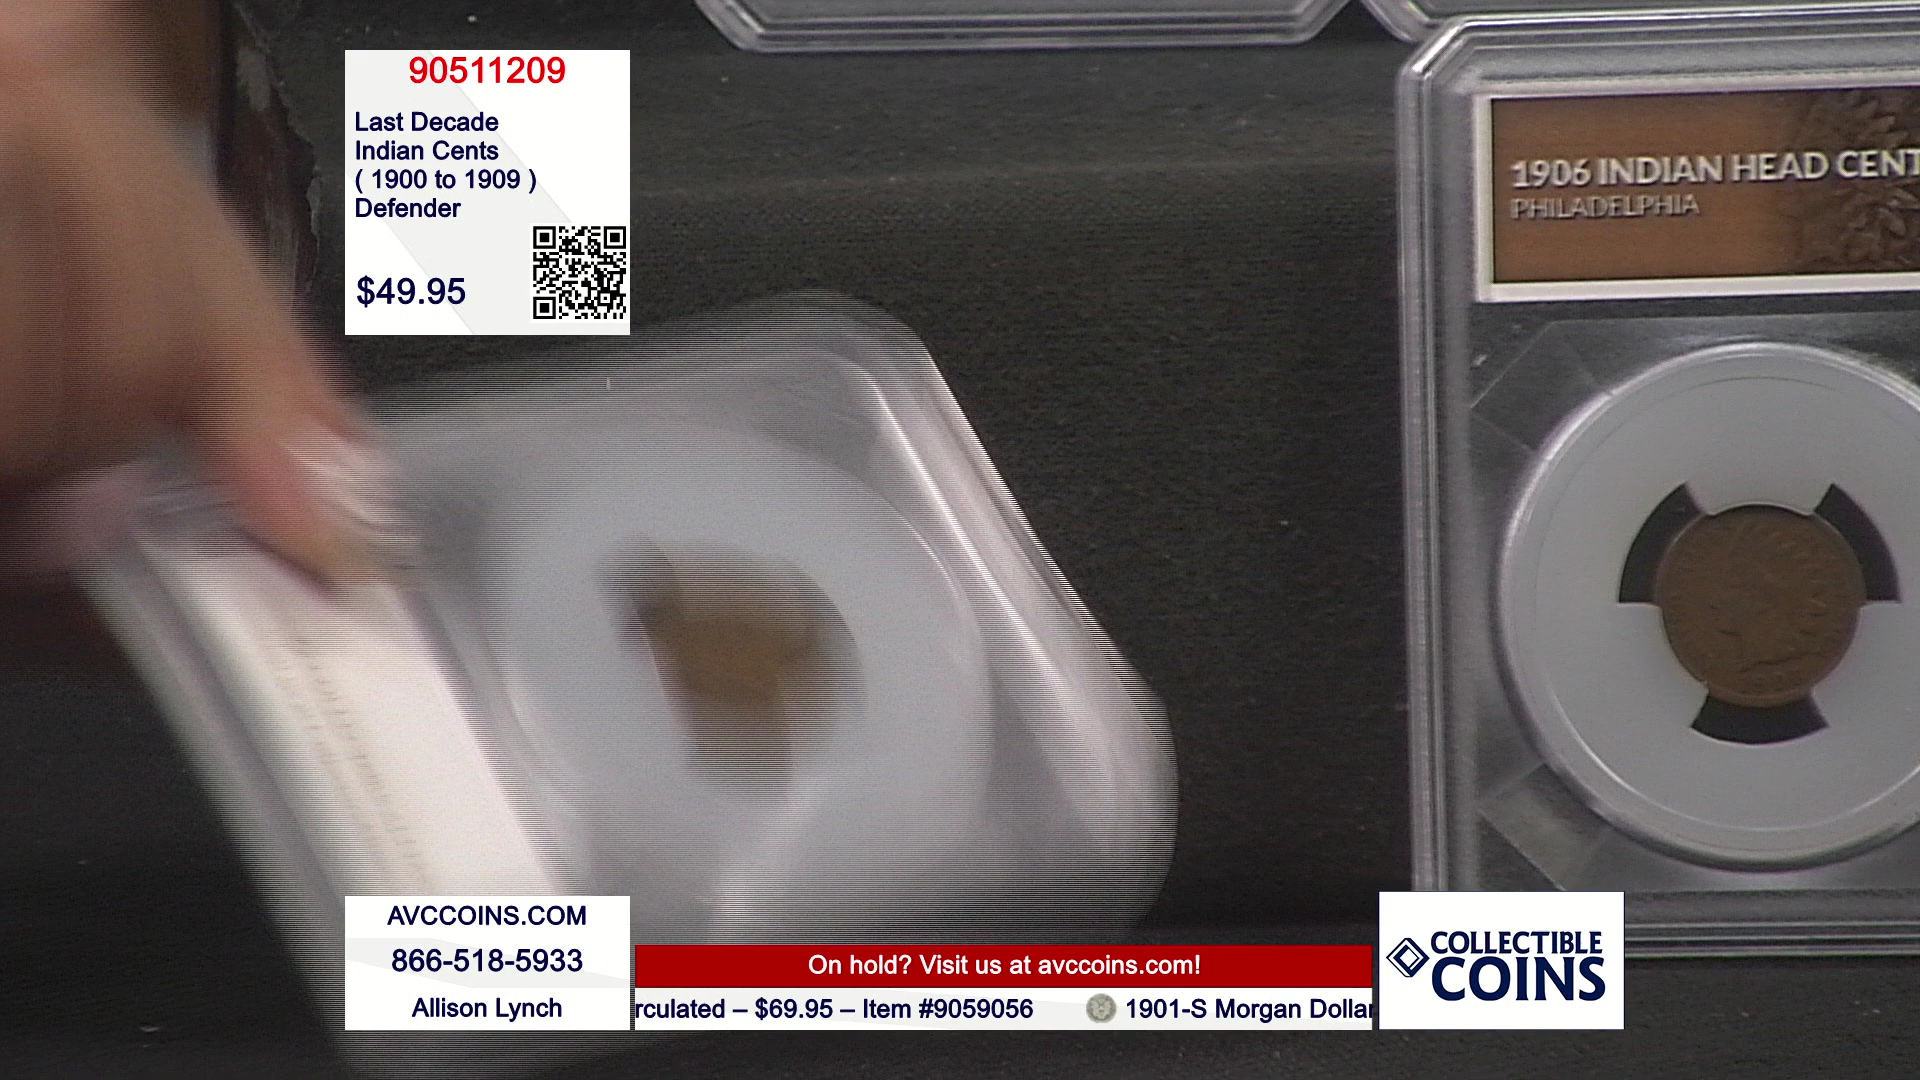 90511209
Last Decade
Indian Cents
( 1900 to 1909 )
Defender
$49.95
1906 INDIAN HEAD CENT
PHILADELPHIA
AVCCOINS.COM
866-518-5933
Allison Lynch
On hold? Visit us at avccoins.com!
rculated – $69.95 – Item #9059056 1901-S Morgan Dollar
COLLECTIBLE
COINS